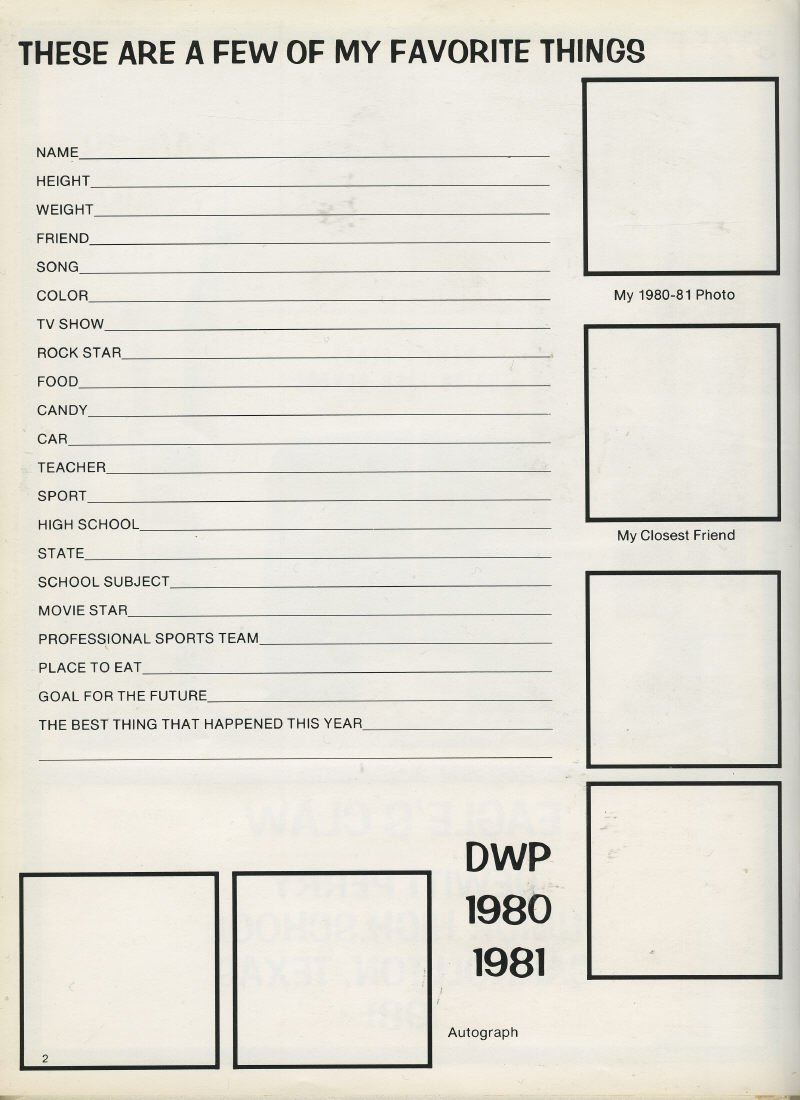 THESE ARE A FEW OF MY FAVORITE THINGS
NAME
HEIGHT
WEIGHT
FRIEND
SONG
COLOR
TV SHOW
ROCK STAR
FOOD
CANDY
CAR
TEACHER
SPORT
HIGH SCHOOL
STATE
SCHOOL SUBJECT
MOVIE STAR
PROFESSIONAL SPORTS TEAM
PLACE TO EAT
GOAL FOR THE FUTURE
THE BEST THING THAT HAPPENED THIS YEAR
My 1980-81 Photo
My Closest Friend
DWP
1980
1981
Autograph
2